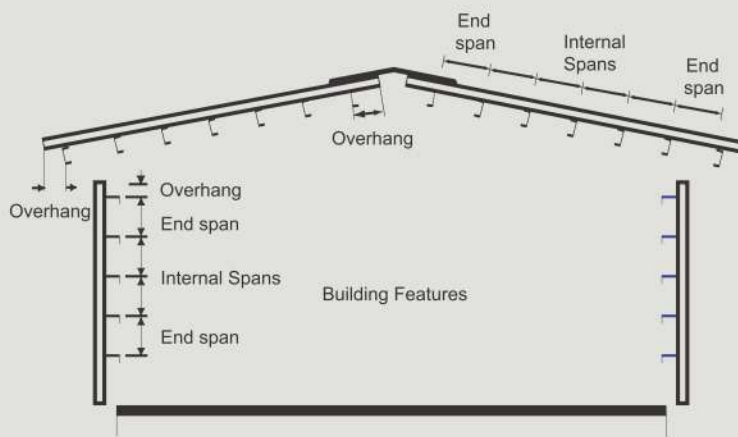 End
span
Internal
Spans
End
span
Overhang
Overhang
Overhang
End span
Internal Spans
Building Features
End span